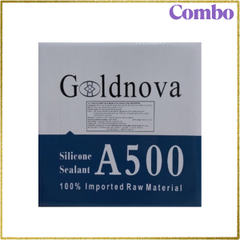 Combo
Goldnova
Silicone
Sealant
A500
100% Imported Raw Material